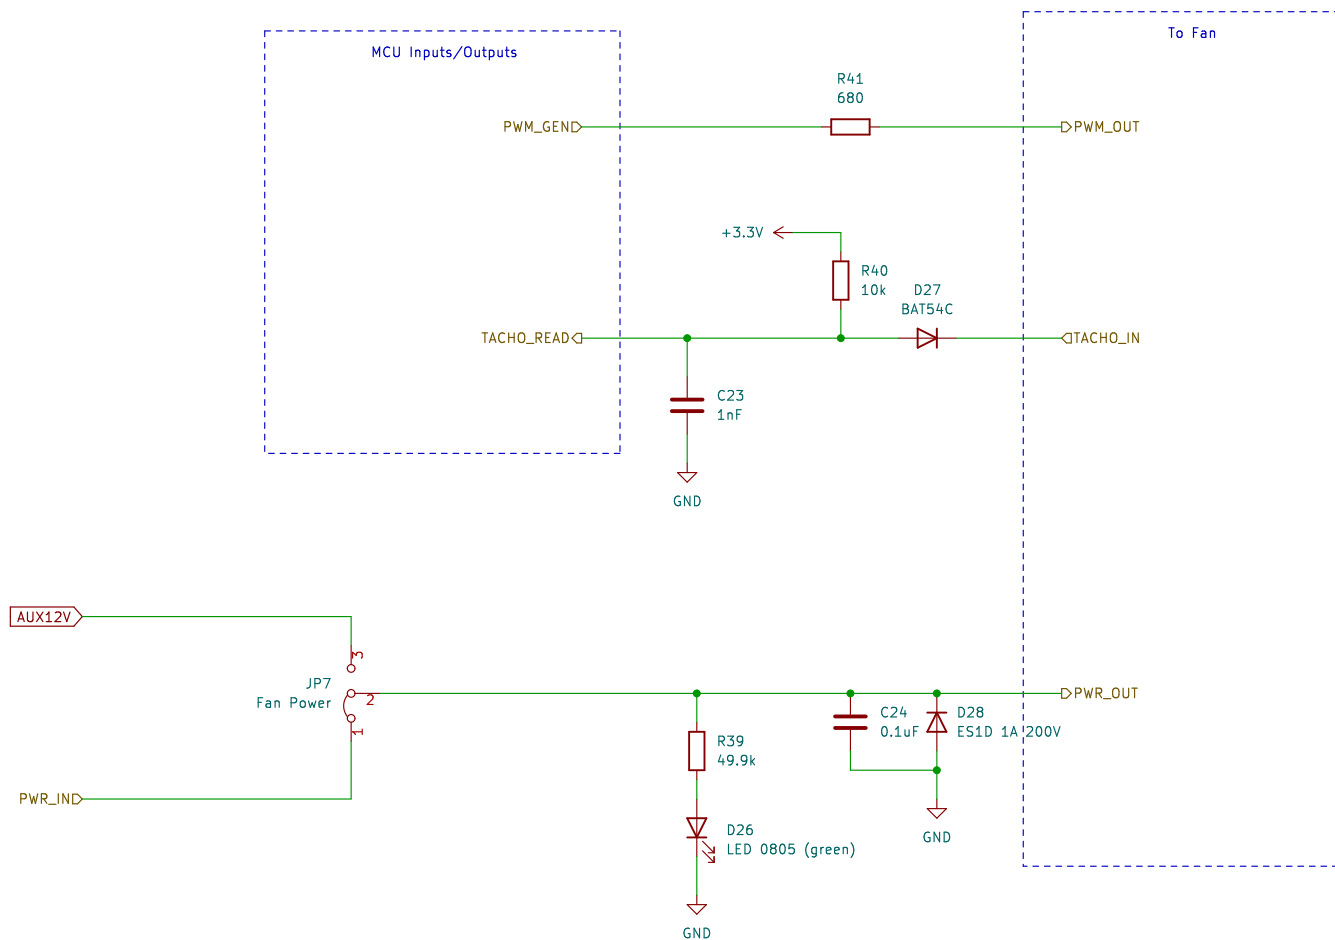 MCU Inputs/Outputs
To Fan
R41
680
PWM_GEN
PWM_OUT
+3.3V
R40
10k
D27
BAT54C
TACHO_READ
TACHO_IN
C23
1nF
GND
AUX12V
3
JP7
Fan Power
2
1
PWR_IN
PWR_OUT
C24
0.1uF
D28
ES1D 1A 200V
R39
49.9k
GND
D26
LED 0805 (green)
GND